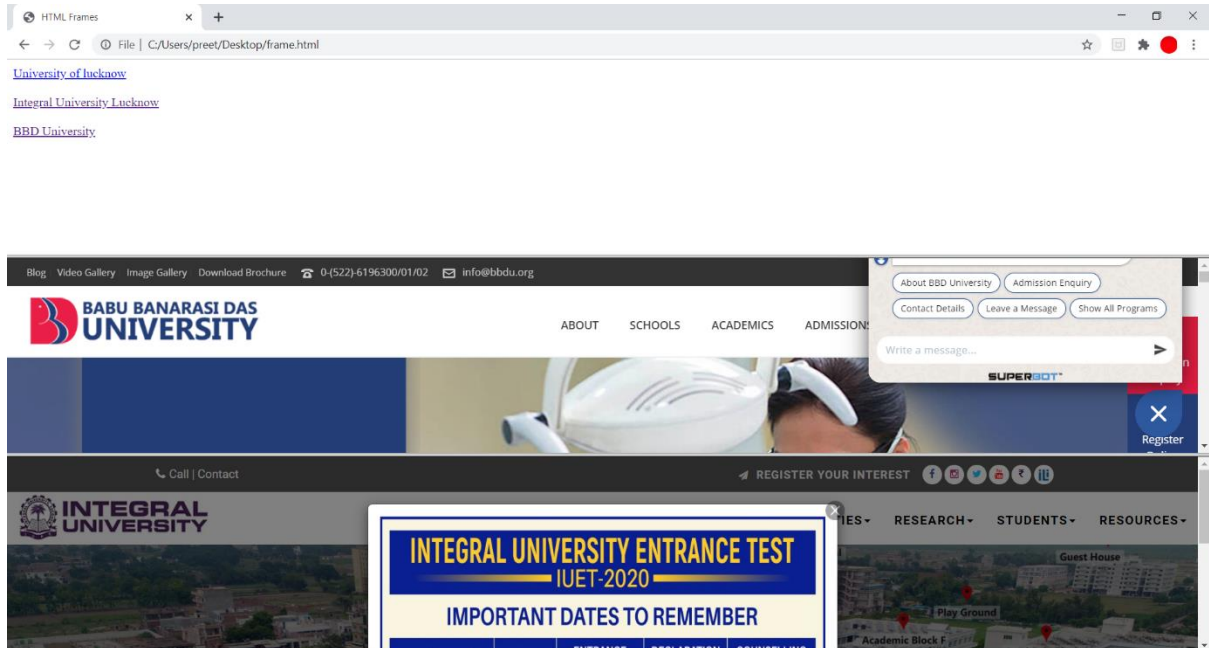 HTML Frames
File | C:/Users/preet/Desktop/frame.html
University of lucknow
Integral University Lucknow
BBD University
Blog Video Gallery Image Gallery Download Brochure 0-(522)-6196300/01/02 info@bbdu.org
About BBD University Admission Enquiry
Contact Details Leave a Message Show All Programs
BABU BANARASI DAS
UNIVERSITY
ABOUT SCHOOLS ACADEMICS ADMISSIONS
Write a message...
SUPERBOT
Register
Call | Contact
REGISTER YOUR INTEREST
INTEGRAL
UNIVERSITY
RESEARCH STUDENTS RESOURCES
INTEGRAL UNIVERSITY ENTRANCE TEST
IUET-2020
IMPORTANT DATES TO REMEMBER
ENTRANCE DECLARATION COUNSELLING
Guest House
Play Ground
Academic Block F